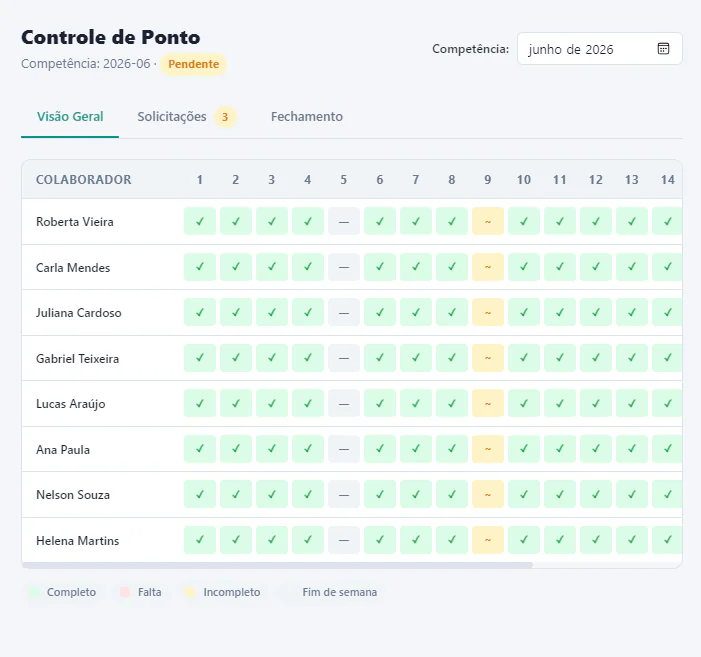 Controle de Ponto
Competência: 2026-06 · Pendente
Competência: junho de 2026
Visão Geral Solicitações 3 Fechamento
COLABORADOR 1 2 3 4 5 6 7 8 9 10 11 12 13 14
Roberta Vieira ✓ ✓ ✓ ✓ — ✓ ✓ ✓ ~ ✓ ✓ ✓ ✓ ✓
Carla Mendes ✓ ✓ ✓ ✓ — ✓ ✓ ✓ ~ ✓ ✓ ✓ ✓ ✓
Juliana Cardoso ✓ ✓ ✓ ✓ — ✓ ✓ ✓ ~ ✓ ✓ ✓ ✓ ✓
Gabriel Teixeira ✓ ✓ ✓ ✓ — ✓ ✓ ✓ ~ ✓ ✓ ✓ ✓ ✓
Lucas Araújo ✓ ✓ ✓ ✓ — ✓ ✓ ✓ ~ ✓ ✓ ✓ ✓ ✓
Ana Paula ✓ ✓ ✓ ✓ — ✓ ✓ ✓ ~ ✓ ✓ ✓ ✓ ✓
Nelson Souza ✓ ✓ ✓ ✓ — ✓ ✓ ✓ ~ ✓ ✓ ✓ ✓ ✓
Helena Martins ✓ ✓ ✓ ✓ — ✓ ✓ ✓ ~ ✓ ✓ ✓ ✓ ✓
Completo Falta Incompleto Fim de semana